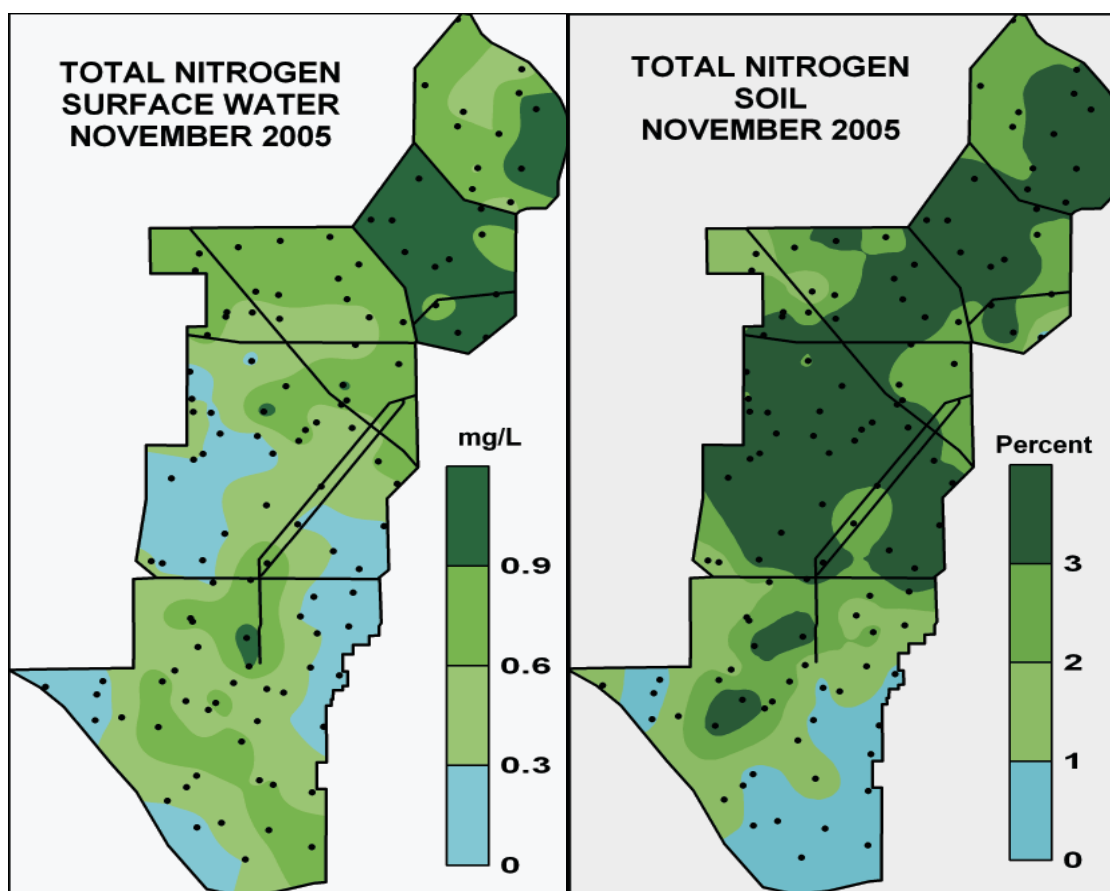 TOTAL NITROGEN
SURFACE WATER
NOVEMBER 2005
mg/L
0.9
0.6
0.3
0
TOTAL NITROGEN
SOIL
NOVEMBER 2005
Percent
3
2
1
0